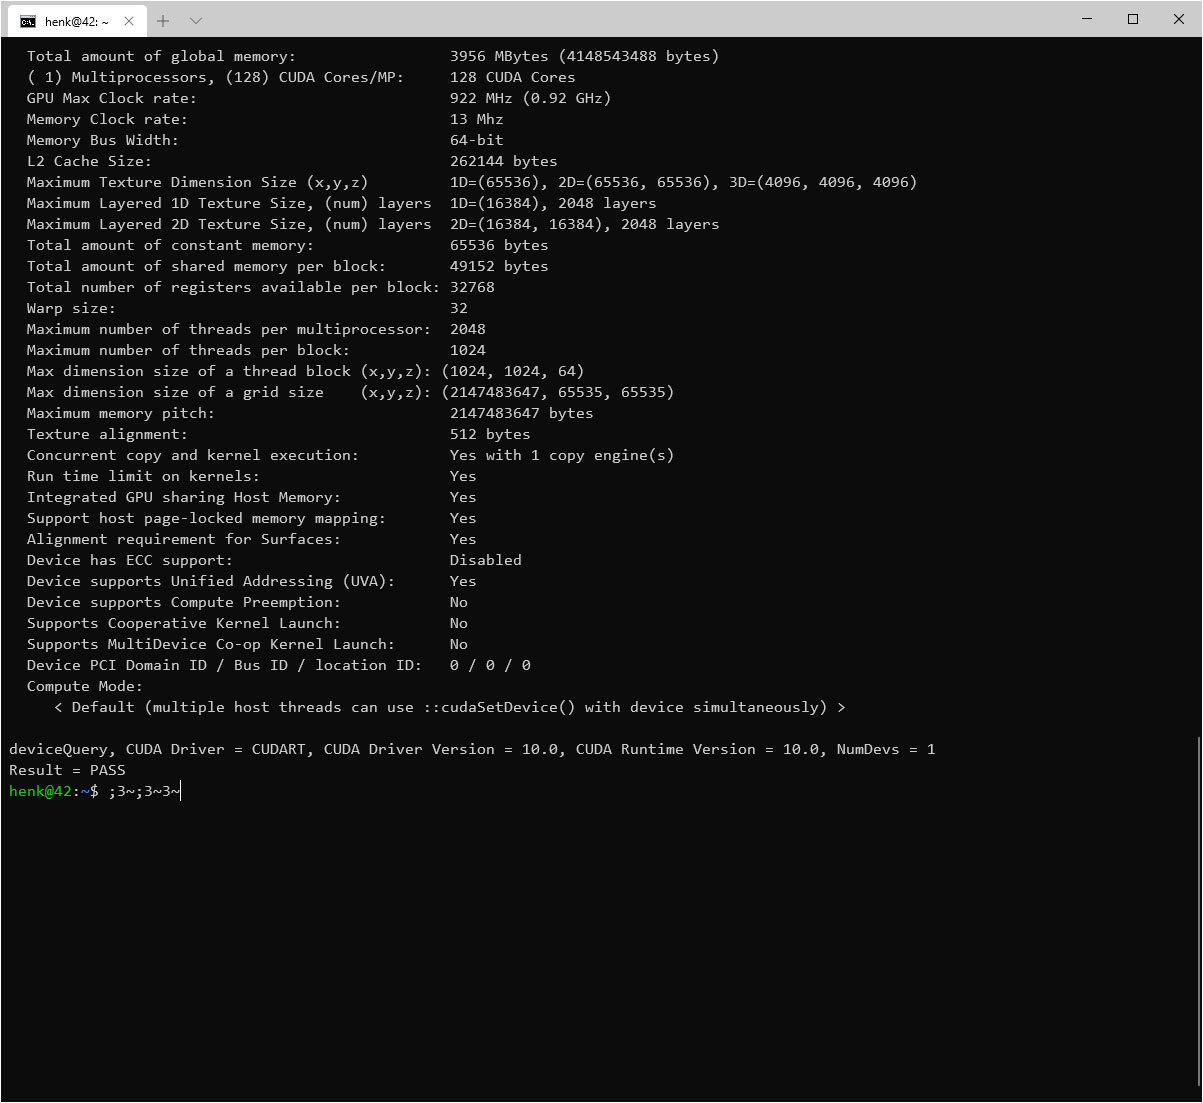 henk@42: ~
Total amount of global memory: 3956 MBytes (4148543488 bytes)
( 1) Multiprocessors, (128) CUDA Cores/MP: 128 CUDA Cores
GPU Max Clock rate: 922 MHz (0.92 GHz)
Memory Clock rate: 13 Mhz
Memory Bus Width: 64-bit
L2 Cache Size: 262144 bytes
Maximum Texture Dimension Size (x,y,z) 1D=(65536), 2D=(65536, 65536), 3D=(4096, 4096, 4096)
Maximum Layered 1D Texture Size, (num) layers 1D=(16384), 2048 layers
Maximum Layered 2D Texture Size, (num) layers 2D=(16384, 16384), 2048 layers
Total amount of constant memory: 65536 bytes
Total amount of shared memory per block: 49152 bytes
Total number of registers available per block: 32768
Warp size: 32
Maximum number of threads per multiprocessor: 2048
Maximum number of threads per block: 1024
Max dimension size of a thread block (x,y,z): (1024, 1024, 64)
Max dimension size of a grid size (x,y,z): (2147483647, 65535, 65535)
Maximum memory pitch: 2147483647 bytes
Texture alignment: 512 bytes
Concurrent copy and kernel execution: Yes with 1 copy engine(s)
Run time limit on kernels: Yes
Integrated GPU sharing Host Memory: Yes
Support host page-locked memory mapping: Yes
Alignment requirement for Surfaces: Yes
Device has ECC support: Disabled
Device supports Unified Addressing (UVA): Yes
Device supports Compute Preemption: No
Supports Cooperative Kernel Launch: No
Supports MultiDevice Co-op Kernel Launch: No
Device PCI Domain ID / Bus ID / location ID: 0 / 0 / 0
Compute Mode:
< Default (multiple host threads can use ::cudaSetDevice() with device simultaneously) >
deviceQuery, CUDA Driver = CUDART, CUDA Driver Version = 10.0, CUDA Runtime Version = 10.0, NumDevs = 1
Result = PASS
henk@42:~$ ;3~;3~3~